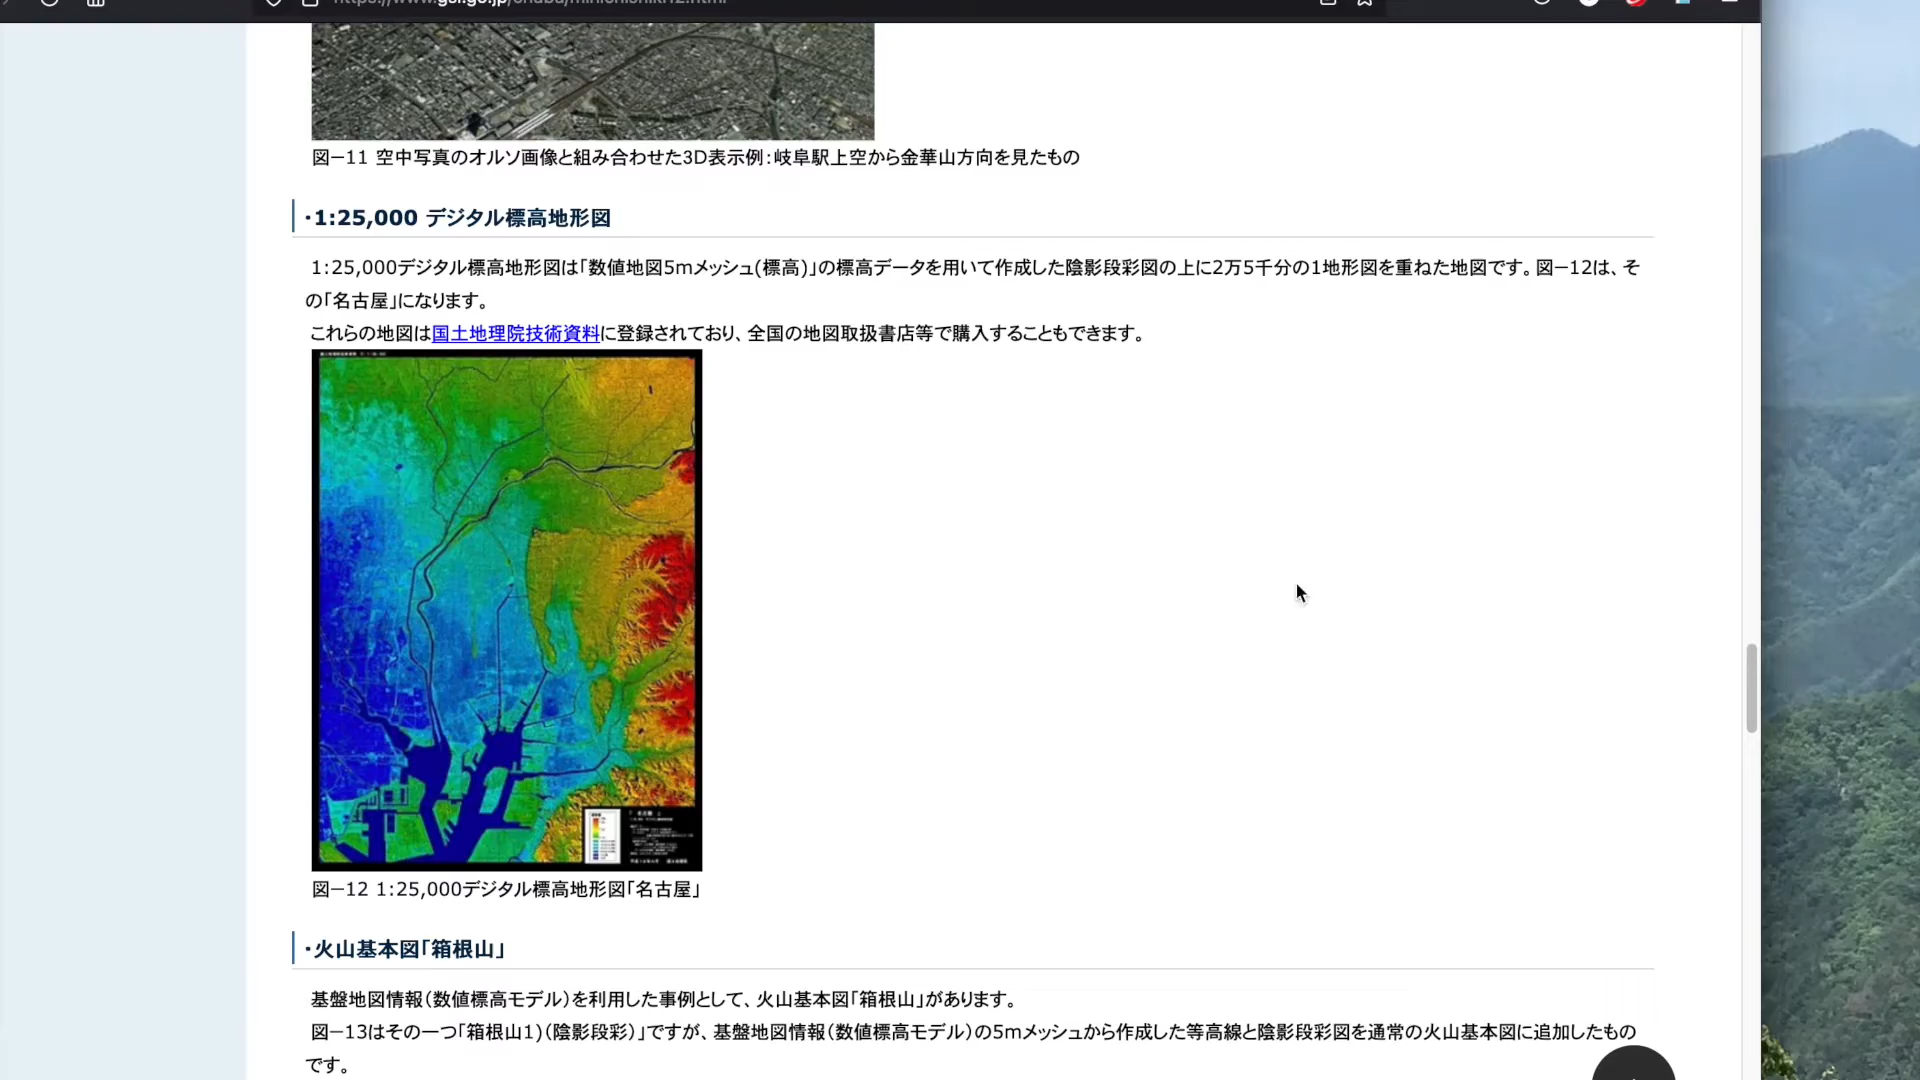 図−11 空中写真のオルソ画像と組み合わせた3D表示例：岐阜駅上空から金華山方向を見たもの
・1:25,000 デジタル標高地形図
1:25,000デジタル標高地形図は「数値地図5mメッシュ(標高)」の標高データを用いて作成した陰影段彩図の上に2万5千分の1地形図を重ねた地図です。図−12は、そ
の「名古屋」になります。
これらの地図は国土地理院技術資料に登録されており、全国の地図取扱書店等で購入することもできます。
図−12 1:25,000デジタル標高地形図「名古屋」
・火山基本図「箱根山」
基盤地図情報（数値標高モデル）を利用した事例として、火山基本図「箱根山」があります。
図−13はその一つ「箱根山1）（陰影段彩）」ですが、基盤地図情報（数値標高モデル）の5mメッシュから作成した等高線と陰影段彩図を通常の火山基本図に追加したもの
です。